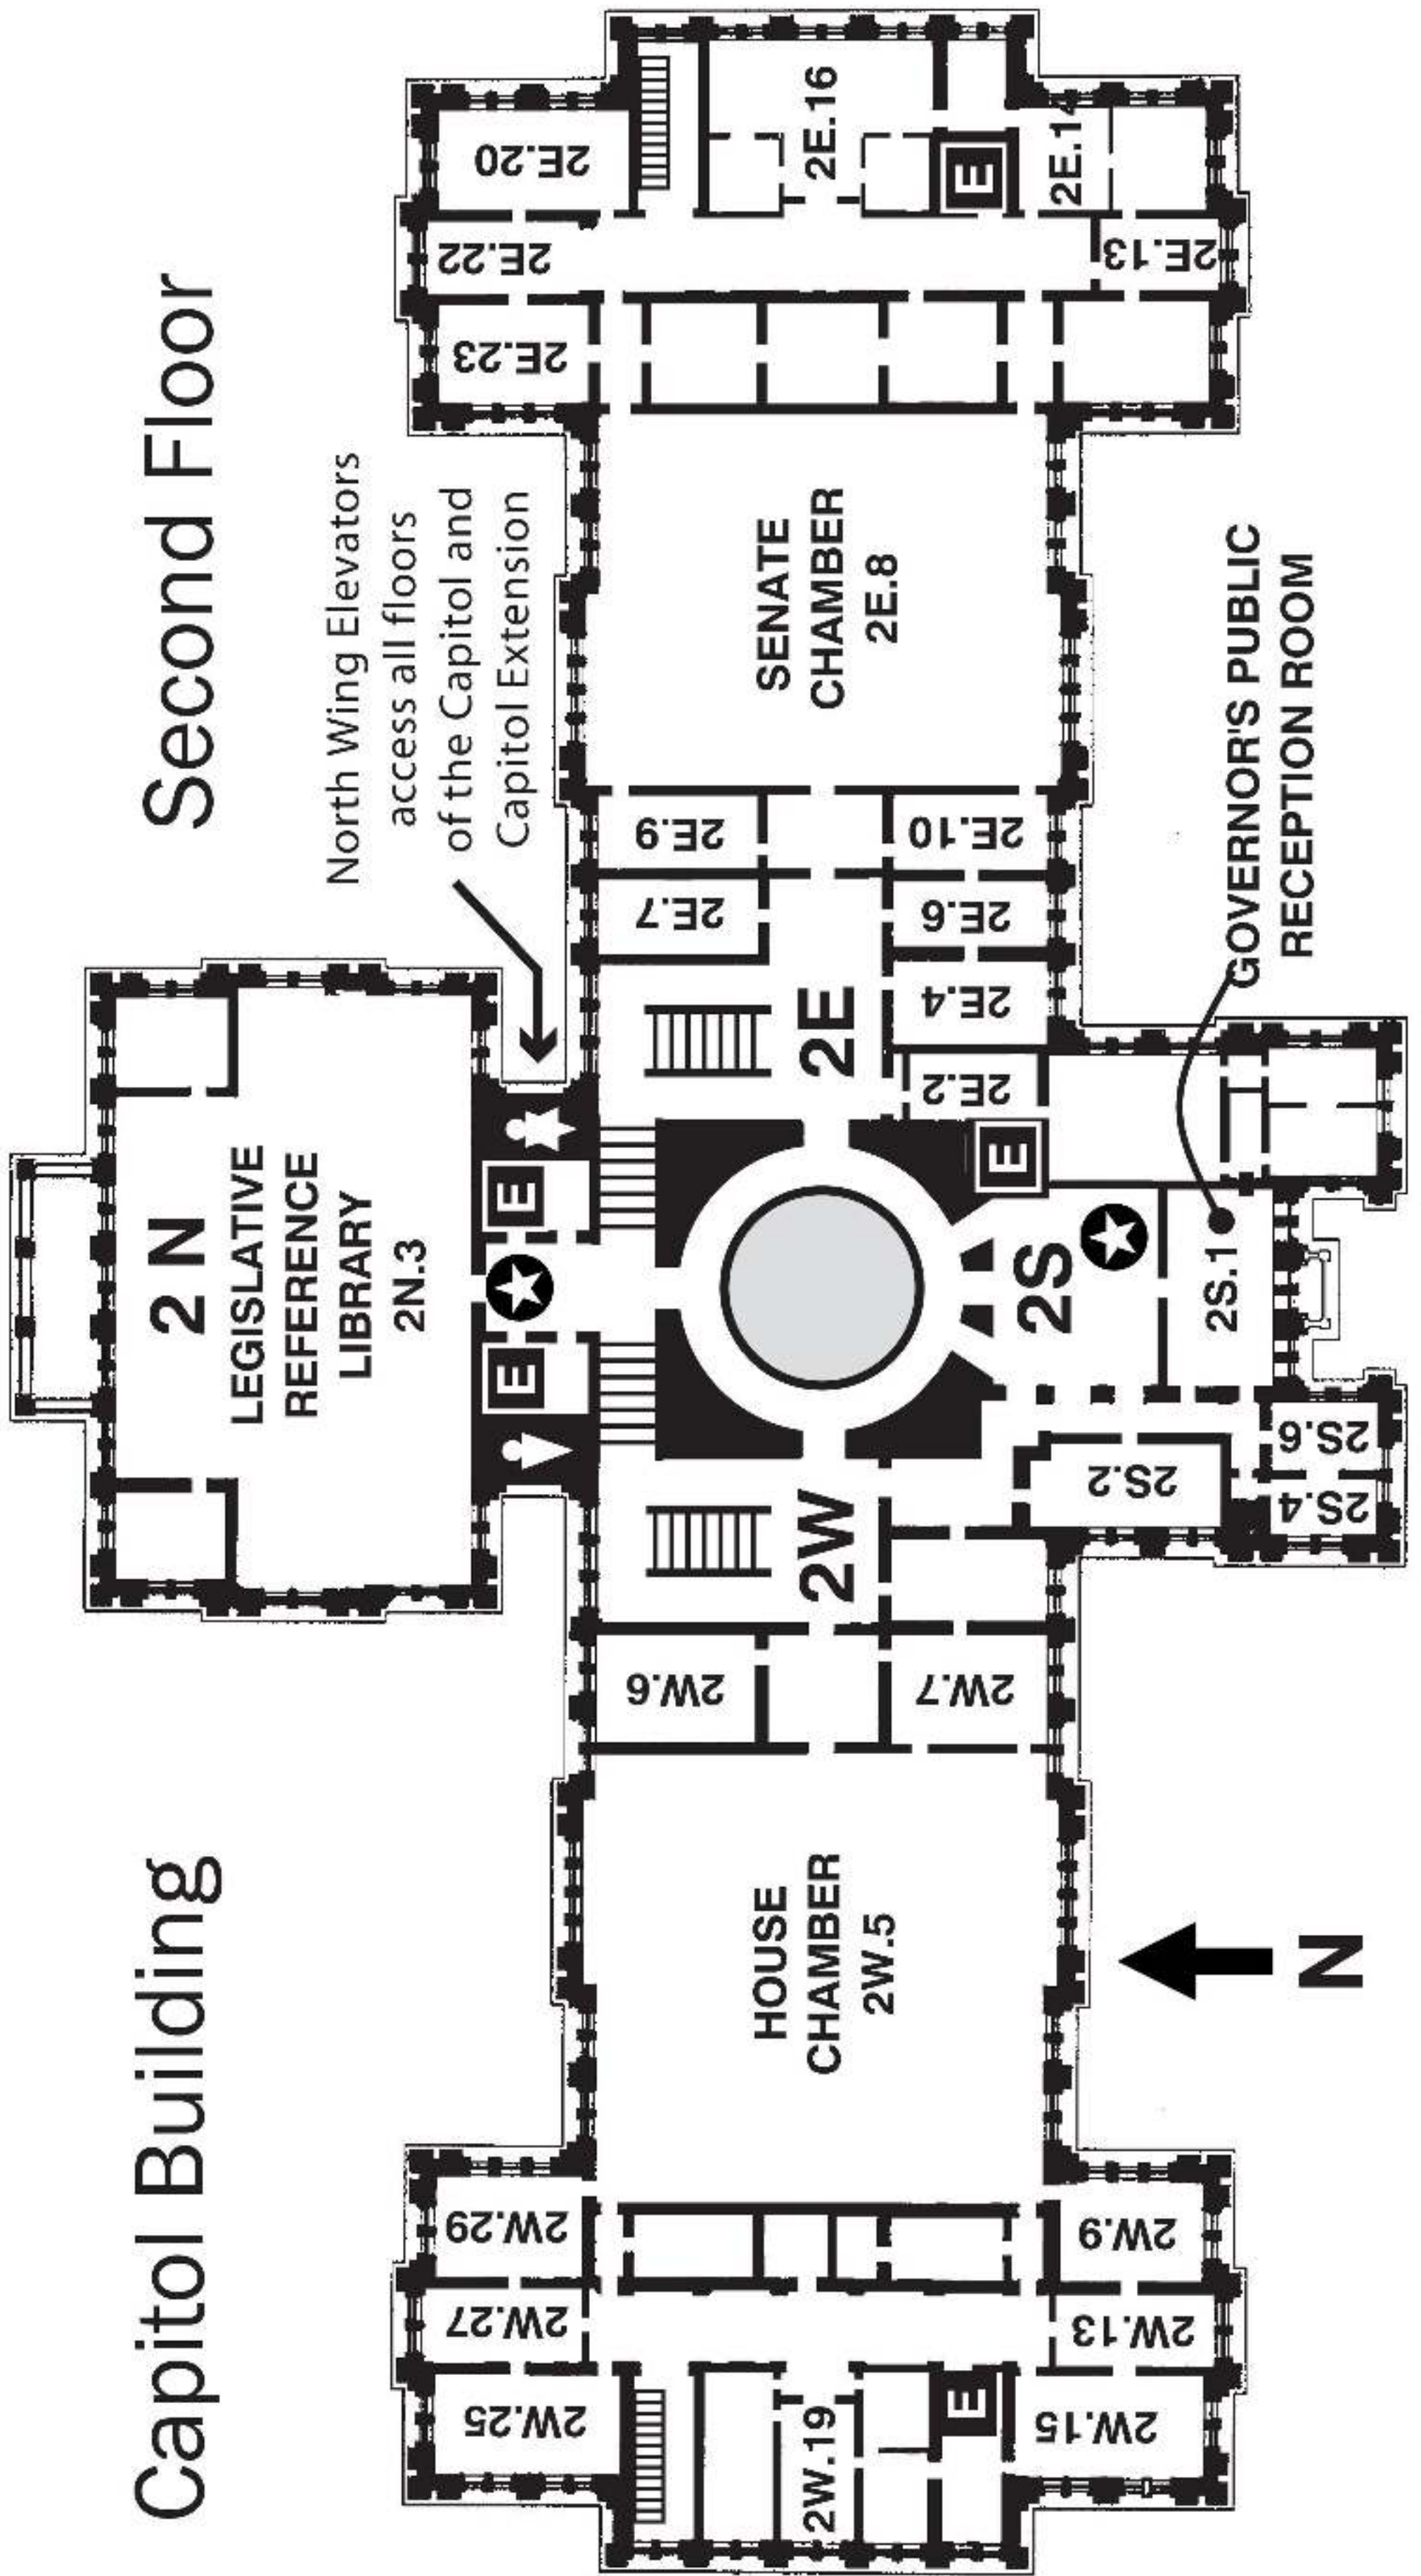 Capitol Building
Second Floor
North Wing Elevators
access all floors
of the Capitol and
Capitol Extension
2 N
LEGISLATIVE
REFERENCE
LIBRARY
2N.3
E
E
2W.25
2W.27
2W.29
2W.19
E
2W.15
2W.13
2W.9
HOUSE
CHAMBER
2W.5
2W.6
2W.7
2W
2E
2E.2
2E.4
2E.6
2E.7
2E.9
2E.10
SENATE
CHAMBER
2E.8
2E.23
2E.22
2E.20
2E.16
E
2E.14
2E.13
E
2S
2S.1
2S.2
2S.4
2S.6
GOVERNOR'S PUBLIC
RECEPTION ROOM
N